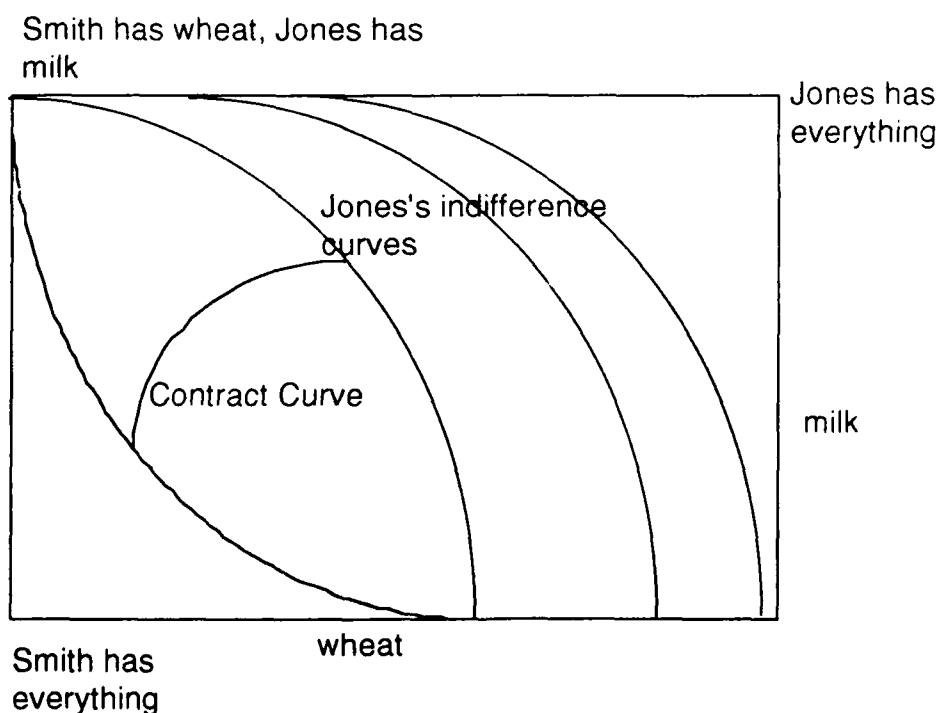 Smith has wheat, Jones has
milk
Jones has
everything
Jones's indifference
curves
Contract Curve
milk
wheat
Smith has
everything